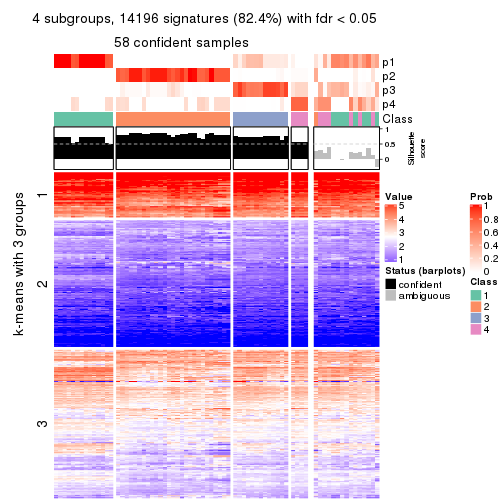 4 subgroups, 14196 signatures (82.4%) with fdr < 0.05
58 confident samples
p1
p2
p3
p4
Class
1
0.5
0
Silhouette
score
k-means with 3 groups
1
2
3
Value
5
4
3
2
1
Status (barplots)
confident
ambiguous
Prob
1
0.8
0.6
0.4
0.2
0
Class
1
2
3
4